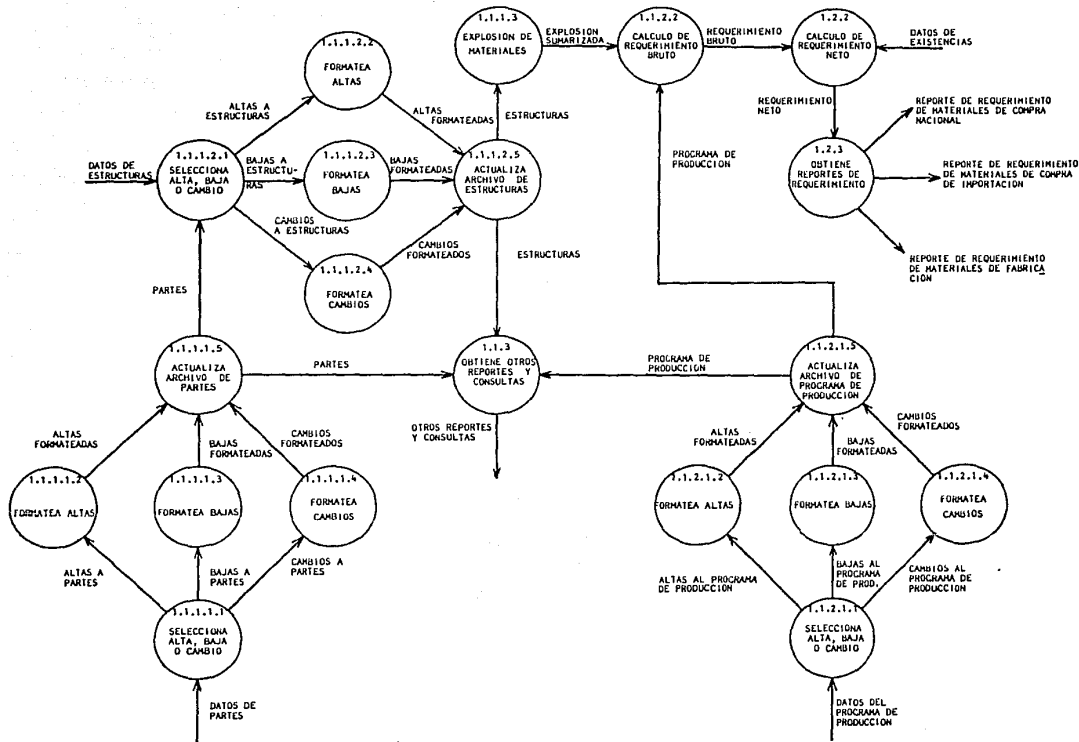 1.1.1.3
EXPLOSION DE
MATERIALES
EXPLOSION
SUMARIZADA
1.1.2.2
CALCULO DE
REQUERIMIENTO
BRUTO
REQUERIMIENTO
BRUTO
1.2.2
CALCULO DE
REQUERIMIENTO
NETO
DATOS DE
EXISTENCIAS
1.1.1.2.2
FORMATEA
ALTAS
ALTAS A
ESTRUCTURAS
ALTAS
FORMATEADAS
ESTRUCTURAS
REQUERIMIENTO
NETO
REPORTE DE REQUERIMIENTO
DE MATERIALES DE COMPRA
NACIONAL
DATOS DE
ESTRUCTURAS
1.1.1.2.1
SELECCIONA
ALTA, BAJA
O CAMBIO
BAJAS A
ESTRUCTU-
RAS
1.1.1.2.3
FORMATEA
BAJAS
BAJAS
FORMATEADAS
1.1.1.2.5
ACTUALIZA
ARCHIVO DE
ESTRUCTURAS
PROGRAMA DE
PRODUCCION
1.2.3
OBTIENE
REPORTES DE
REQUERIMIENTO
REPORTE DE REQUERIMIENTO
DE MATERIALES DE COMPRA
DE IMPORTACION
CAMBIOS
A ESTRUCTURAS
CAMBIOS
FORMATEADOS
ESTRUCTURAS
REPORTE DE REQUERIMIENTO
DE MATERIALES DE FABRICA
CION
1.1.1.2.4
FORMATEA
CAMBIOS
PARTES
1.1.1.1.5
ACTUALIZA
ARCHIVO DE
PARTES
PARTES
1.1.3
OBTIENE OTROS
REPORTES Y
CONSULTAS
PROGRAMA DE
PRODUCCION
1.1.2.1.5
ACTUALIZA
ARCHIVO DE
PROGRAMA DE
PRODUCCION
OTROS REPORTES
Y CONSULTAS
ALTAS
FORMATEADAS
BAJAS
FORMATEADAS
CAMBIOS
FORMATEADOS
ALTAS
FORMATEADAS
BAJAS
FORMATEADAS
CAMBIOS
FORMATEADOS
1.1.1.1.2
FORMATEA ALTAS
1.1.1.1.3
FORMATEA BAJAS
1.1.1.1.4
FORMATEA
CAMBIOS
1.1.2.1.2
FORMATEA ALTAS
1.1.2.1.3
FORMATEA BAJAS
1.1.2.1.4
FORMATEA
CAMBIOS
ALTAS A
PARTES
BAJAS A
PARTES
CAMBIOS A
PARTES
ALTAS AL PROGRAMA
DE PRODUCCION
BAJAS AL
PROGRAMA
DE PROD.
CAMBIOS AL
PROGRAMA DE
PRODUCCION
1.1.1.1.1
SELECCIONA
ALTA, BAJA
O CAMBIO
1.1.2.1.1
SELECCIONA
ALTA, BAJA
O CAMBIO
DATOS DE
PARTES
DATOS DEL
PROGRAMA DE
PRODUCCION